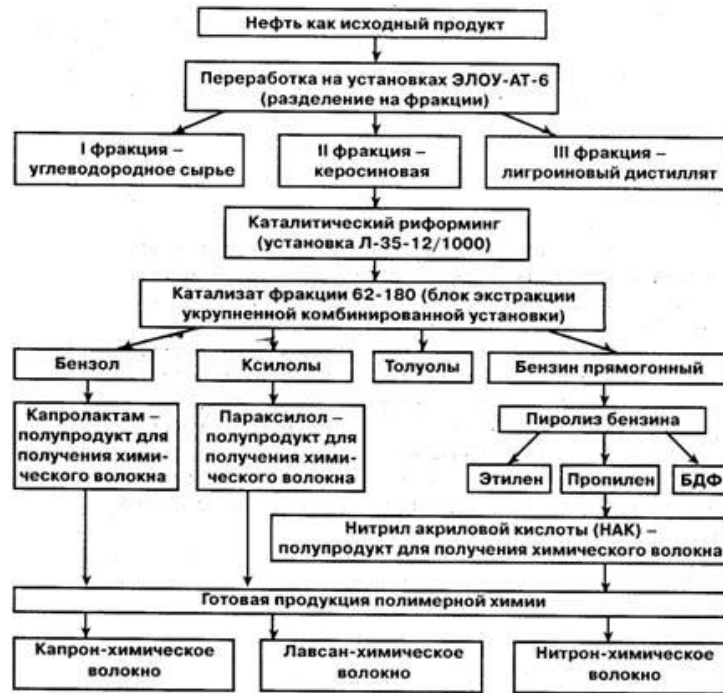 Нефть как исходный продукт
Переработка на установках ЭЛОУ-АТ-6
(разделение на фракции)
I фракция –
углеводородное сырье
II фракция –
керосиновая
III фракция –
лигроиновый дистиллят
Каталитический риформинг
(установка Л-35-12/1000)
Катализат фракции 62-180 (блок экстракции
укрупненной комбинированной установки)
Бензол
Ксилолы
Толуолы
Бензин прямогонный
Капролактам –
полупродукт для
получения хими-
ческого волокна
Параксилол –
полупродукт для
получения хими-
ческого волокна
Пиролиз бензина
Этилен
Пропилен
БДФ
Нитрил акриловой кислоты (НАК) –
полупродукт для получения химического волокна
Готовая продукция полимерной химии
Капрон-химическое
волокно
Лавсан-химическое
волокно
Нитрон-химическое
волокно